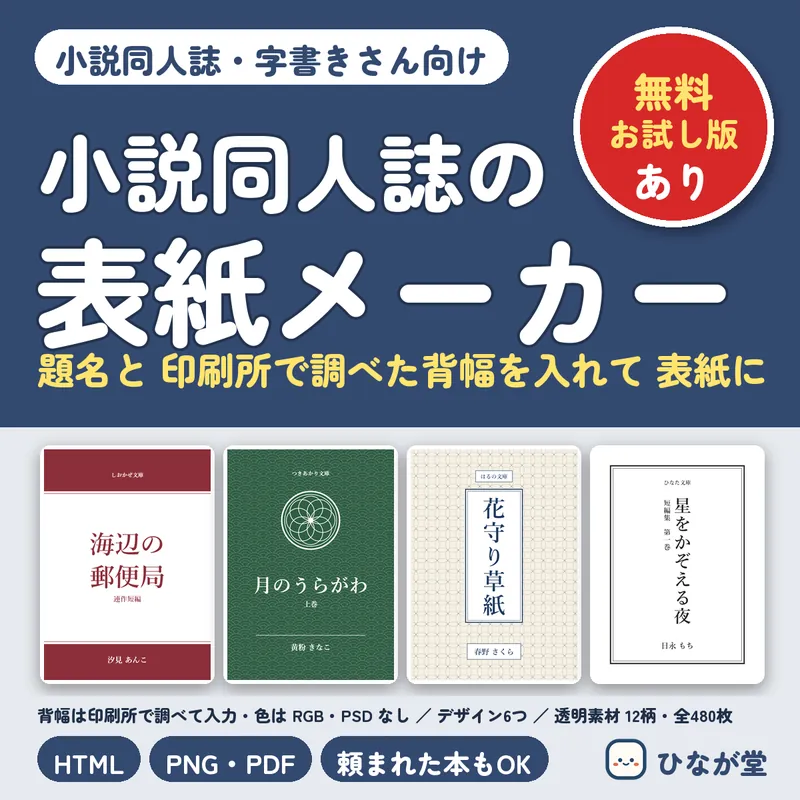 小説同人誌・字書きさん向け
無料
お試し版
あり
小説同人誌の
表紙メーカー
題名と 印刷所で調べた背幅を入れて 表紙に
しおかぜ文庫
海辺の
郵便局
連作短編
汐見 あんこ
つきあかり文庫
月のうらがわ
上巻
黄粉 きなこ
はるの文庫
花守り草紙
春野 さくら
ひなた文庫
星をかぞえる夜
短編集 第一巻
日永 もち
背幅は印刷所で調べて入力・色は RGB・PSD なし ／ デザイン6つ ／ 透明素材 12柄・全480枚
HTML
PNG・PDF
頼まれた本もOK
ひなが堂